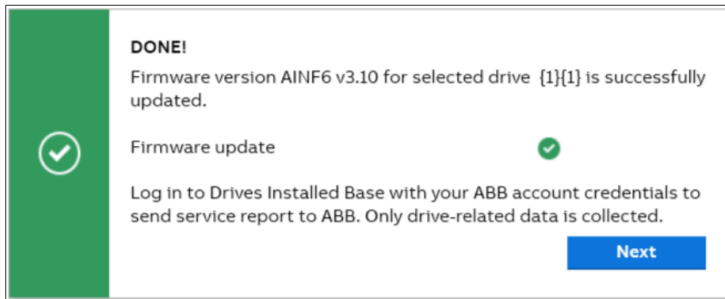 DONE!
Firmware version AINF6 v3.10 for selected drive {1}{1} is successfully
updated.
Firmware update
Log in to Drives Installed Base with your ABB account credentials to
send service report to ABB. Only drive-related data is collected.
Next